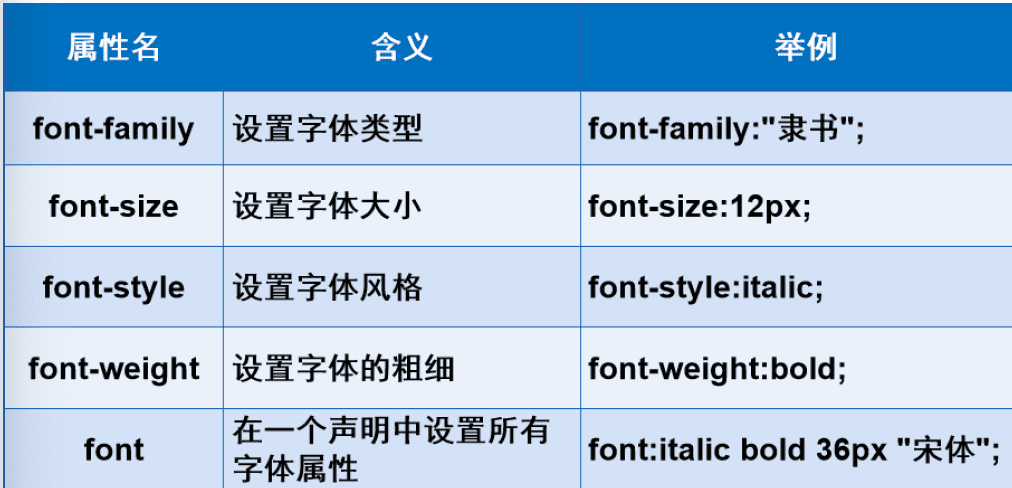 属性名 含义 举例
font-family 设置字体类型 font-family:"隶书";
font-size 设置字体大小 font-size:12px;
font-style 设置字体风格 font-style:italic;
font-weight 设置字体的粗细 font-weight:bold;
font 在一个声明中设置所有
字体属性 font:italic bold 36px "宋体";